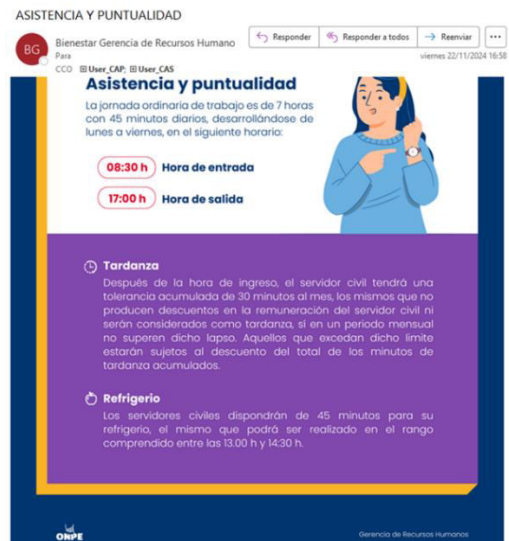 ASISTENCIA Y PUNTUALIDAD
BG
Bienestar Gerencia de Recursos Humano
Responder
Responder a todos
Reenviar
Para
viernes 22/11/2024 16:58
CCO User_CAP; User_CAS
Asistencia y puntualidad
La jornada ordinaria de trabajo es de 7 horas
con 45 minutos diarios, desarrollándose de
lunes a viernes, en el siguiente horario:
08:30 h Hora de entrada
17:00 h Hora de salida
Tardanza
Después de la hora de ingreso, el servidor civil tendrá una
tolerancia acumulada de 30 minutos al mes, los mismos que no
producen descuentos en la remuneración del servidor civil ni
serán considerados como tardanza, si en un periodo mensual
no superen dicho lapso. Aquellos que excedan dicho límite
estarán sujetos al descuento del total de los minutos de
tardanza acumulados.
Refrigerio
Los servidores civiles dispondrán de 45 minutos para su
refrigerio, el mismo que podrá ser realizado en el rango
comprendido entre las 13.00 h y 14:30 h.
ONPE
Gerencia de Recursos Humanos